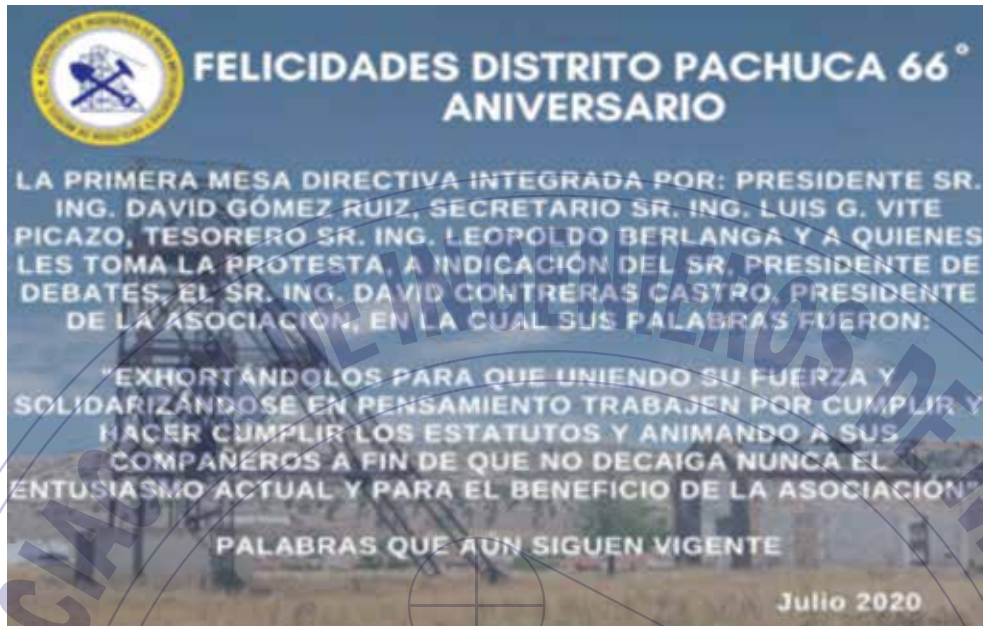 FELICIDADES DISTRITO PACHUCA 66°
ANIVERSARIO
LA PRIMERA MESA DIRECTIVA INTEGRADA POR: PRESIDENTE SR.
ING. DAVID GÓMEZ RUIZ, SECRETARIO SR. ING. LUIS G. VITE
PICAZO, TESORERO SR. ING. LEOPOLDO BERLANGA Y A QUIENES
LES TOMA LA PROTESTA, A INDICACIÓN DEL SR, PRESIDENTE DE
DEBATES, EL SR. ING. DAVID CONTRERAS CASTRO, PRESIDENTE
DE LA ASOCIACIÓN, EN LA CUAL SUS PALABRAS FUERON:
"EXHORTÁNDOLOS PARA QUE UNIENDO SU FUERZA Y
SOLIDARIZÁNDOSE EN PENSAMIENTO TRABAJEN POR CUMPLIR Y
HACER CUMPLIR LOS ESTATUTOS Y ANIMANDO A SUS
COMPAÑEROS A FIN DE QUE NO DECAIGA NUNCA EL
ENTUSIASMO ACTUAL Y PARA EL BENEFICIO DE LA ASOCIACIÓN"
PALABRAS QUE AUN SIGUEN VIGENTE
Julio 2020
DE INGENIEROS DE